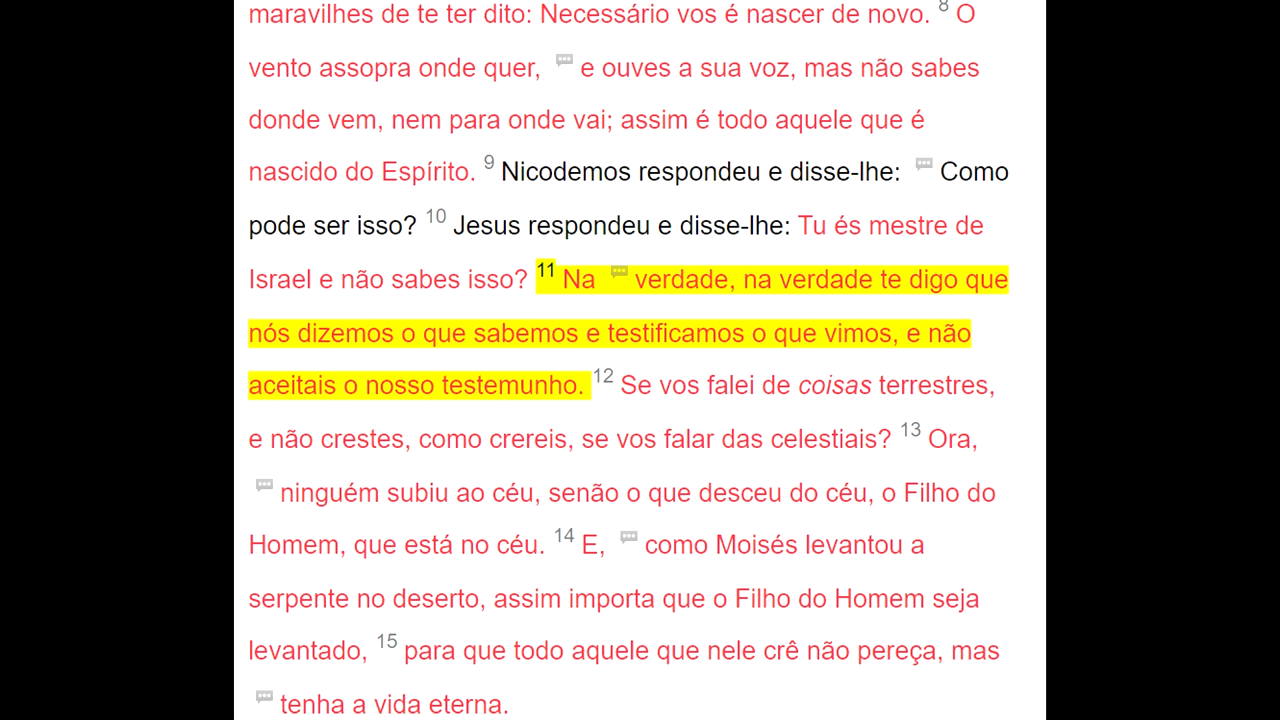 maravilhes de te ter dito: Necessário vos é nascer de novo. 8 O
vento assopra onde quer, e ouves a sua voz, mas não sabes
donde vem, nem para onde vai; assim é todo aquele que é
nascido do Espírito. 9 Nicodemos respondeu e disse-lhe: Como
pode ser isso? 10 Jesus respondeu e disse-lhe: Tu és mestre de
Israel e não sabes isso? 11 Na verdade, na verdade te digo que
nós dizemos o que sabemos e testificamos o que vimos, e não
aceitais o nosso testemunho. 12 Se vos falei de coisas terrestres,
e não crestes, como crereis, se vos falar das celestiais? 13 Ora,
ninguém subiu ao céu, senão o que desceu do céu, o Filho do
Homem, que está no céu. 14 E, como Moisés levantou a
serpente no deserto, assim importa que o Filho do Homem seja
levantado, 15 para que todo aquele que nele crê não pereça, mas
tenha a vida eterna.